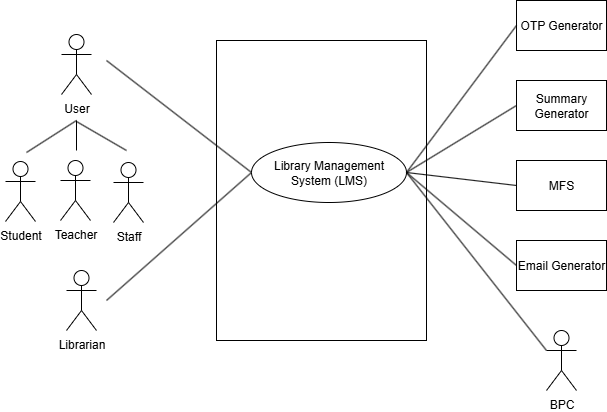 OTP Generator
User
Summary
Generator
Library Management
System (LMS)
MFS
Student
Teacher
Staff
Email Generator
Librarian
BPC